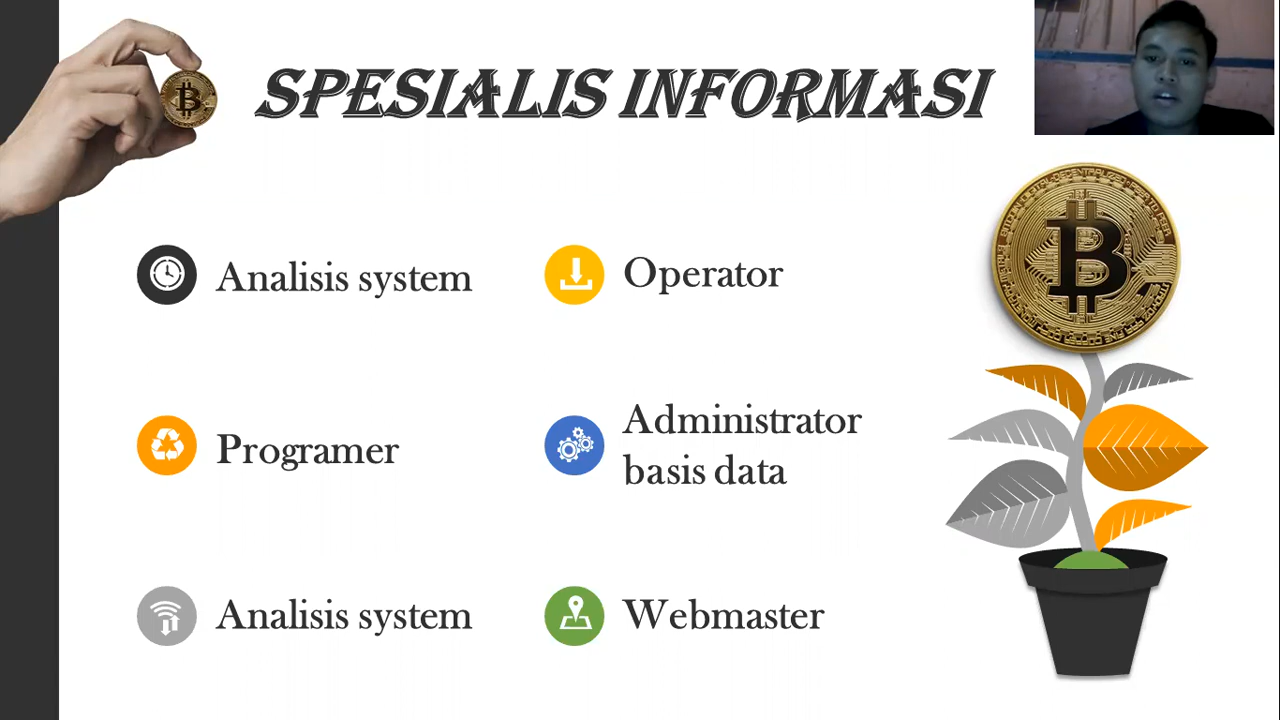 SPESIALIS INFORMASI
Analisis system
Operator
Programer
Administrator
basis data
Analisis system
Webmaster